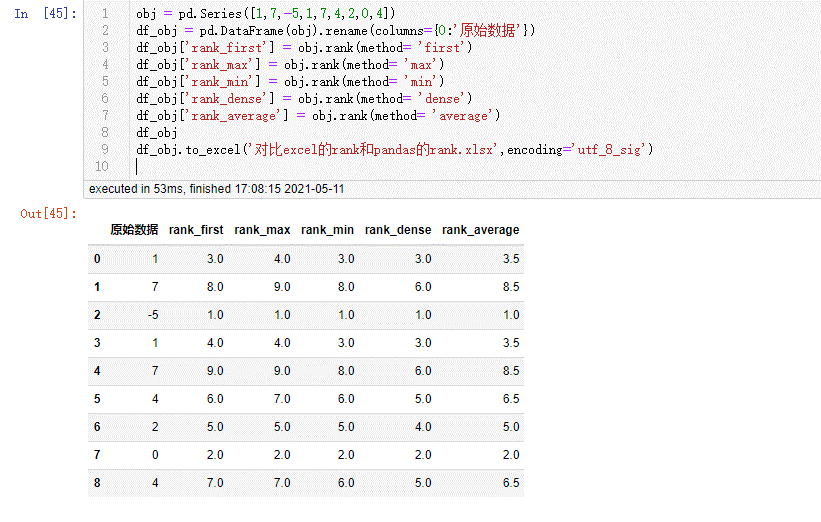 In [45]:
1 obj = pd.Series([1,7,-5,1,7,4,2,0,4])
2 df_obj = pd.DataFrame(obj).rename(columns={0:'原始数据'})
3 df_obj['rank_first'] = obj.rank(method= 'first')
4 df_obj['rank_max'] = obj.rank(method= 'max')
5 df_obj['rank_min'] = obj.rank(method= 'min')
6 df_obj['rank_dense'] = obj.rank(method= 'dense')
7 df_obj['rank_average'] = obj.rank(method= 'average')
8 df_obj
9 df_obj.to_excel('对比excel的rank和pandas的rank.xlsx',encoding='utf_8_sig')
10
executed in 53ms, finished 17:08:15 2021-05-11
Out[45]:
原始数据 rank_first rank_max rank_min rank_dense rank_average
0 1 3.0 4.0 3.0 3.0 3.5
1 7 8.0 9.0 8.0 6.0 8.5
2 -5 1.0 1.0 1.0 1.0 1.0
3 1 4.0 4.0 3.0 3.0 3.5
4 7 9.0 9.0 8.0 6.0 8.5
5 4 6.0 7.0 6.0 5.0 6.5
6 2 5.0 5.0 5.0 4.0 5.0
7 0 2.0 2.0 2.0 2.0 2.0
8 4 7.0 7.0 6.0 5.0 6.5